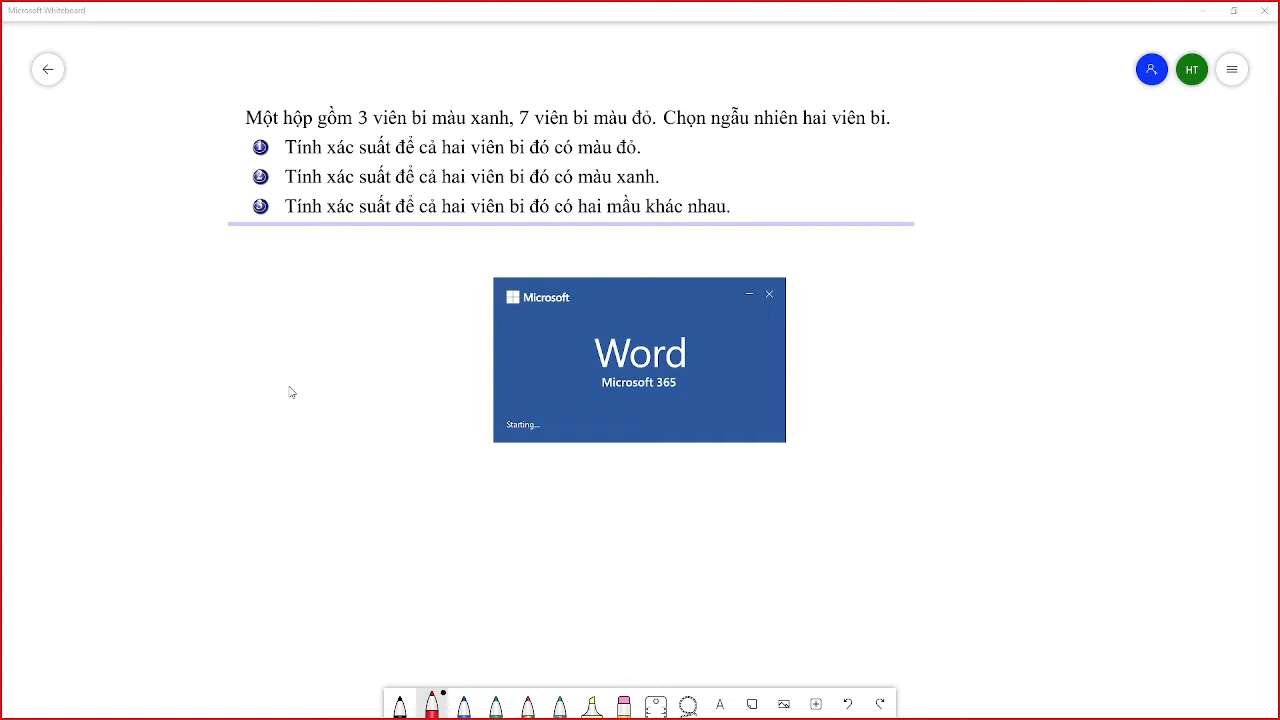 Microsoft Whiteboard
HT
Một hộp gồm 3 viên bi màu xanh, 7 viên bi màu đỏ. Chọn ngẫu nhiên hai viên bi.
1 Tính xác suất để cả hai viên bi đó có màu đỏ.
2 Tính xác suất để cả hai viên bi đó có màu xanh.
3 Tính xác suất để cả hai viên bi đó có hai mầu khác nhau.
Microsoft
Word
Microsoft 365
Starting...
A